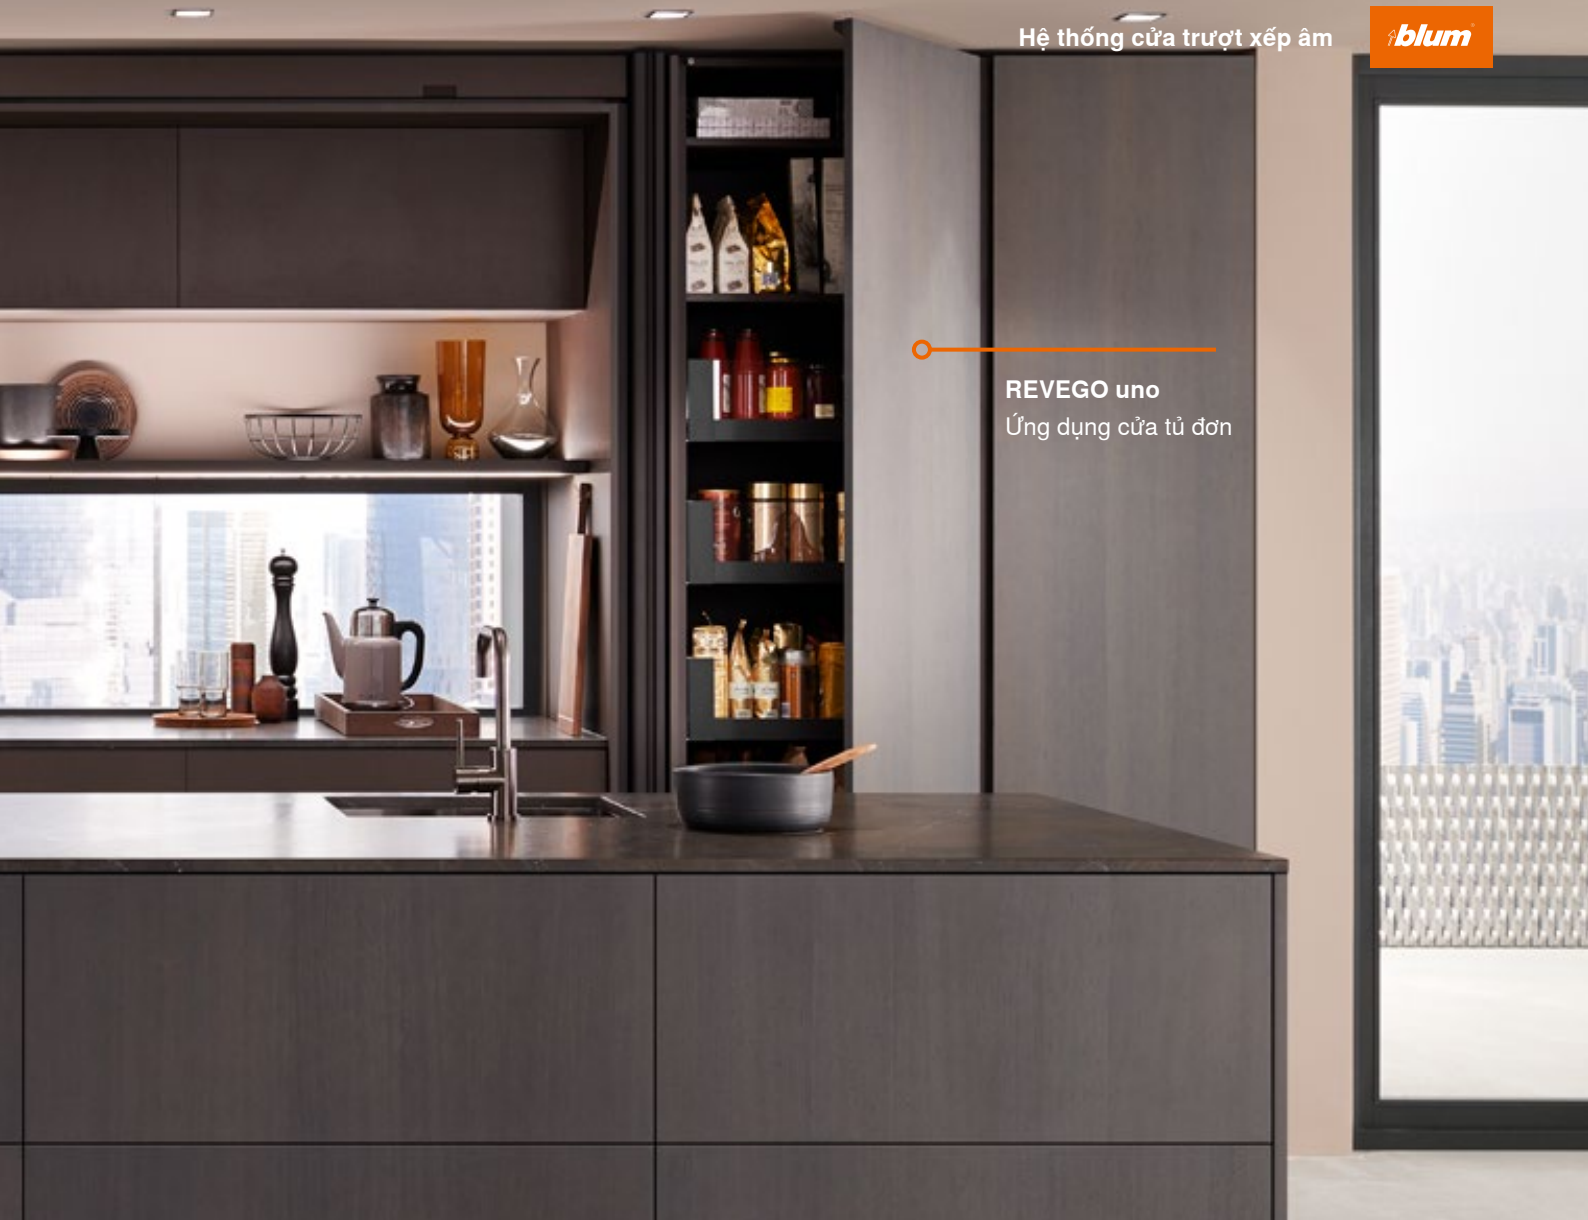 Hệ thống cửa trượt xếp âm
blum
REVEGO uno
Ứng dụng cửa tủ đơn